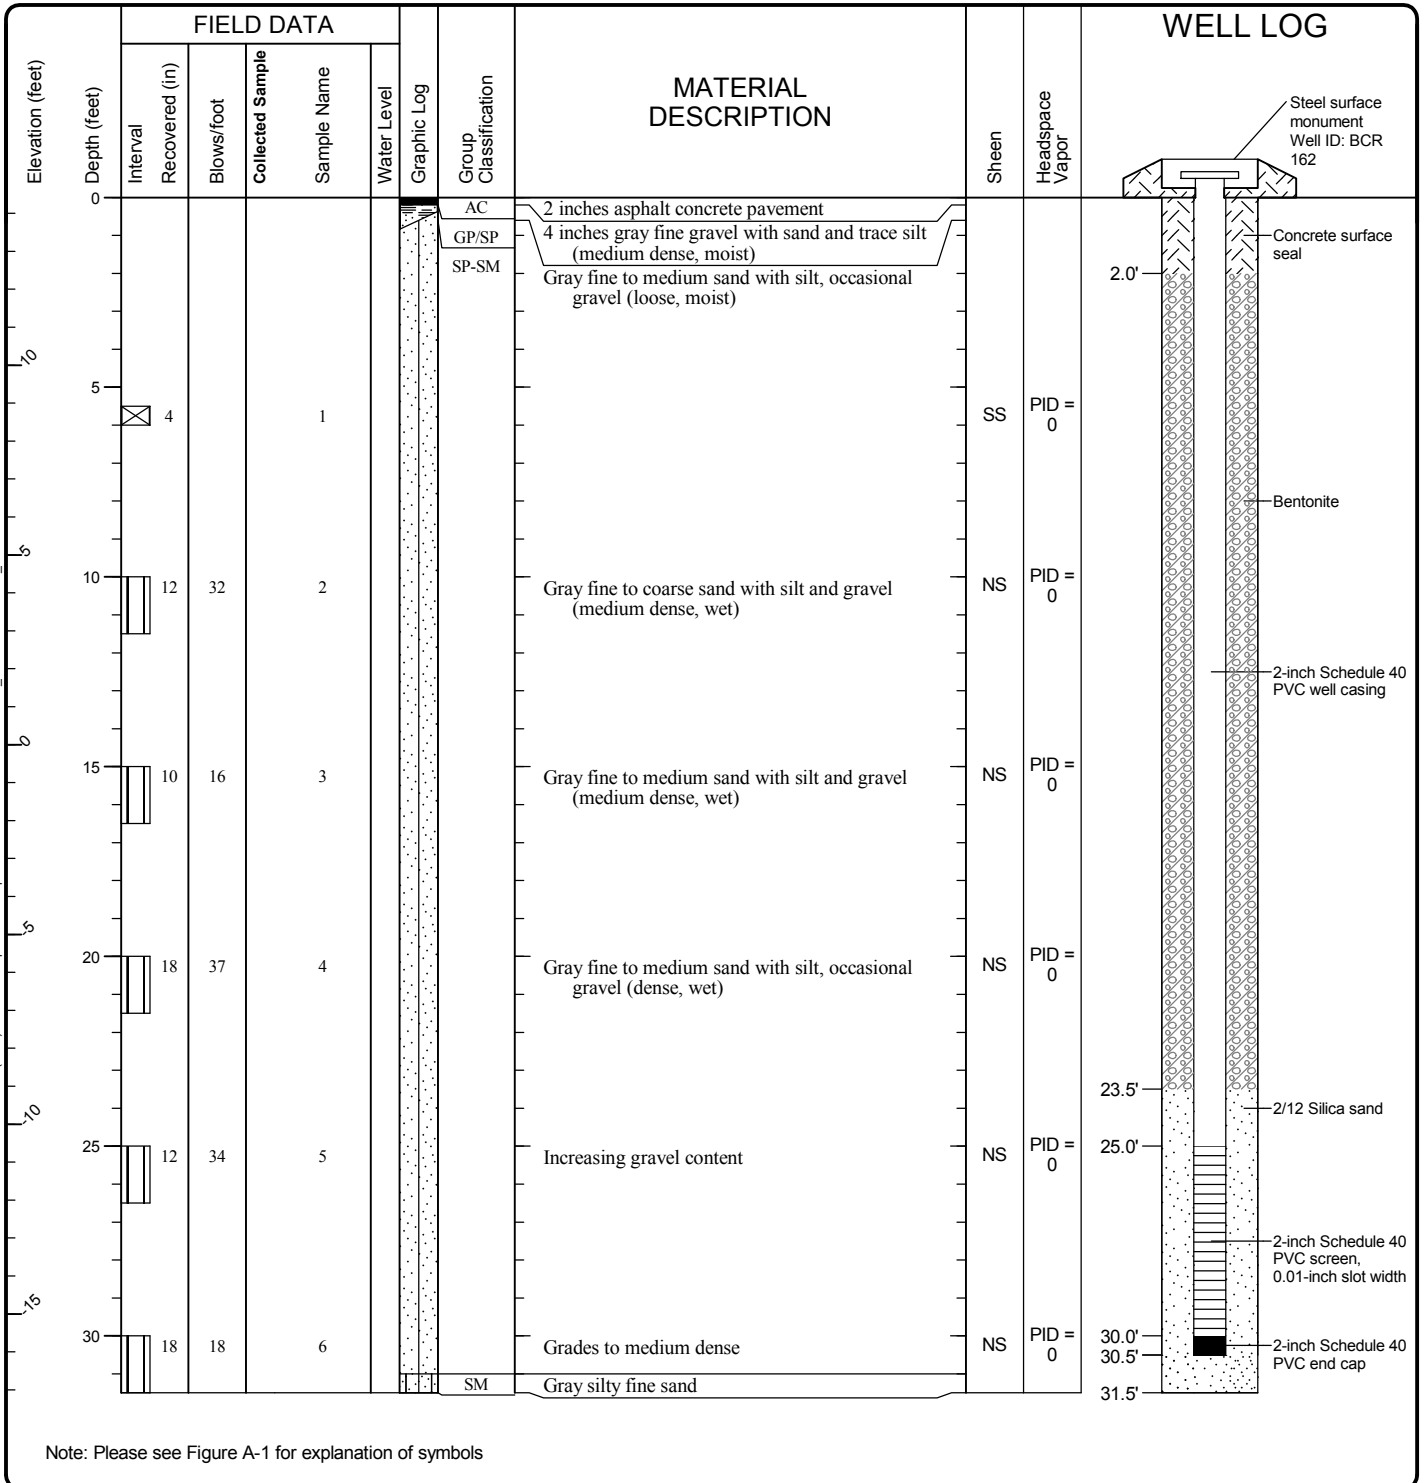 FIELD DATA
WELL LOG
Elevation (feet)
Depth (feet)
Interval
Recovered (in)
Blows/foot
Collected Sample
Sample Name
Water Level
Graphic Log
Group
Classification
MATERIAL
DESCRIPTION
Sheen
Headspace
Vapor
Steel surface
monument
Well ID: BCR
162
0
AC
2 inches asphalt concrete pavement
GP/SP
4 inches gray fine gravel with sand and trace silt
(medium dense, moist)
Concrete surface
seal
SP-SM
Gray fine to medium sand with silt, occasional
gravel (loose, moist)
2.0'
10
5
4
1
SS
PID =
0
Bentonite
5
10
12
32
2
Gray fine to coarse sand with silt and gravel
(medium dense, wet)
NS
PID =
0
2-inch Schedule 40
PVC well casing
0
15
10
16
3
Gray fine to medium sand with silt and gravel
(medium dense, wet)
NS
PID =
0
-5
20
18
37
4
Gray fine to medium sand with silt, occasional
gravel (dense, wet)
NS
PID =
0
23.5'
2/12 Silica sand
-10
25
12
34
5
Increasing gravel content
NS
PID =
0
25.0'
2-inch Schedule 40
PVC screen,
0.01-inch slot width
-15
30
18
18
6
Grades to medium dense
NS
PID =
0
30.0'
30.5'
2-inch Schedule 40
PVC end cap
SM
Gray silty fine sand
31.5'
Note: Please see Figure A-1 for explanation of symbols